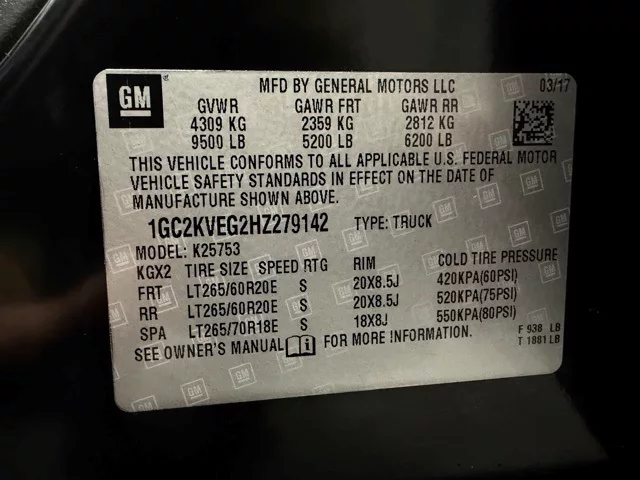 GM
MFD BY GENERAL MOTORS LLC 03/17
GVWR GAWR FRT GAWR RR
4309 KG 2359 KG 2812 KG
9500 LB 5200 LB 6200 LB
THIS VEHICLE CONFORMS TO ALL APPLICABLE U.S. FEDERAL MOTOR
VEHICLE SAFETY STANDARDS IN EFFECT ON THE DATE OF
MANUFACTURE SHOWN ABOVE.
1GC2KVEG2HZ279142 TYPE: TRUCK
MODEL: K25753
KGX2 TIRE SIZE SPEED RTG RIM COLD TIRE PRESSURE
FRT LT265/60R20E S 20X8.5J 420KPA(60PSI)
RR LT265/60R20E S 20X8.5J 520KPA(75PSI)
SPA LT265/70R18E S 18X8J 550KPA(80PSI)
SEE OWNER'S MANUAL FOR MORE INFORMATION.
F 938 LB
T 1881 LB